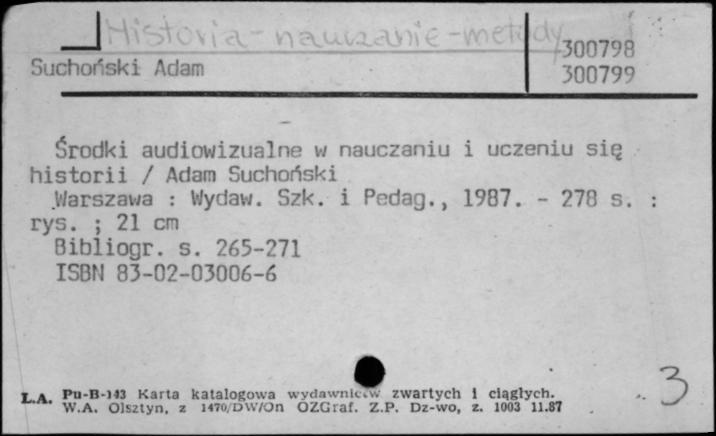 Historia - nauczanie - metody
300798
Suchoński Adam
300799
Środki audiowizualne w nauczaniu i uczeniu się
historii / Adam Suchoński
Warszawa : Wydaw. Szk. i Pedag., 1987. - 278 s. :
rys. ; 21 cm
Bibliogr. s. 265-271
ISBN 83-02-03006-6
3
L.A. Pu-B-143 Karta katalogowa wydawnictw zwartych i ciągłych.
W.A. Olsztyn, z 1470/DW/On OZGraf. Z.P. Dz-wo, z. 1003 11.87